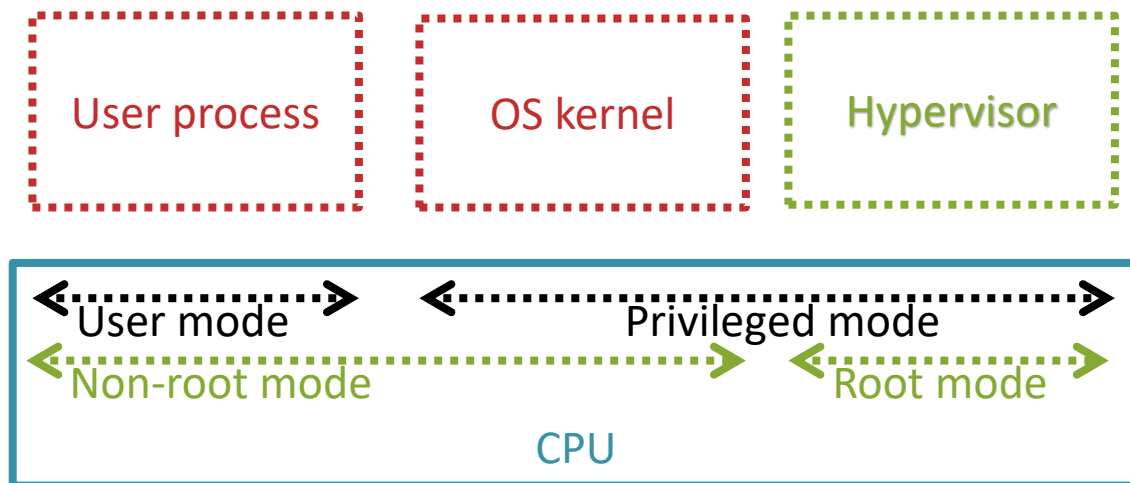 User process
OS kernel
Hypervisor
User mode
Privileged mode
Non-root mode
Root mode
CPU